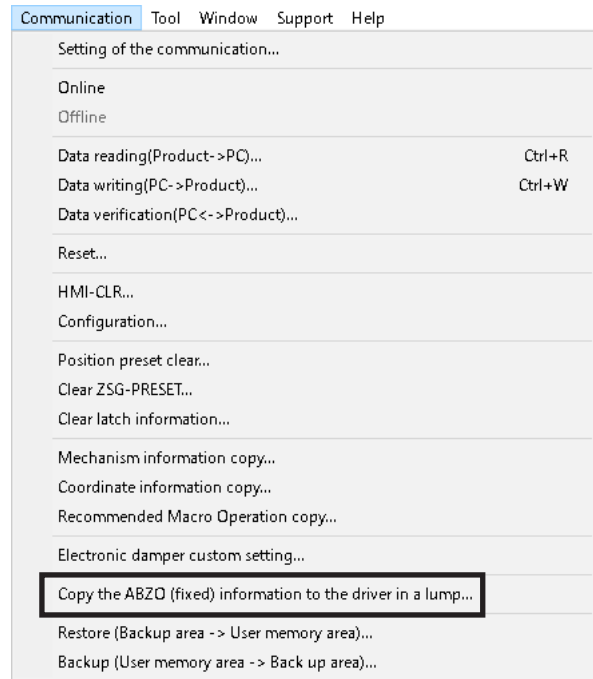 Communication Tool Window Support Help
Setting of the communication...
Online
Offline
Data reading(Product->PC)... Ctrl+R
Data writing(PC->Product)... Ctrl+W
Data verification(PC<->Product)...
Reset...
HMI-CLR...
Configuration...
Position preset clear...
Clear ZSG-PRESET...
Clear latch information...
Mechanism information copy...
Coordinate information copy...
Recommended Macro Operation copy...
Electronic damper custom setting...
Copy the ABZO (fixed) information to the driver in a lump...
Restore (Backup area -> User memory area)...
Backup (User memory area -> Back up area)...